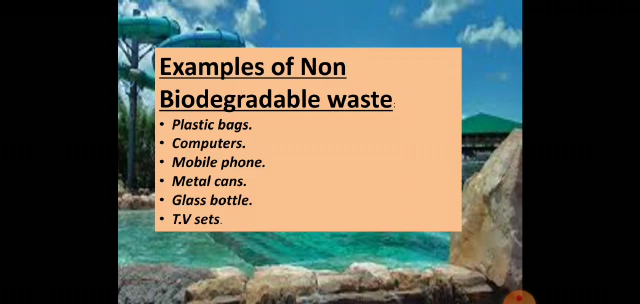 Examples of Non
Biodegradable waste:
• Plastic bags.
• Computers.
• Mobile phone.
• Metal cans.
• Glass bottle.
• T.V sets.